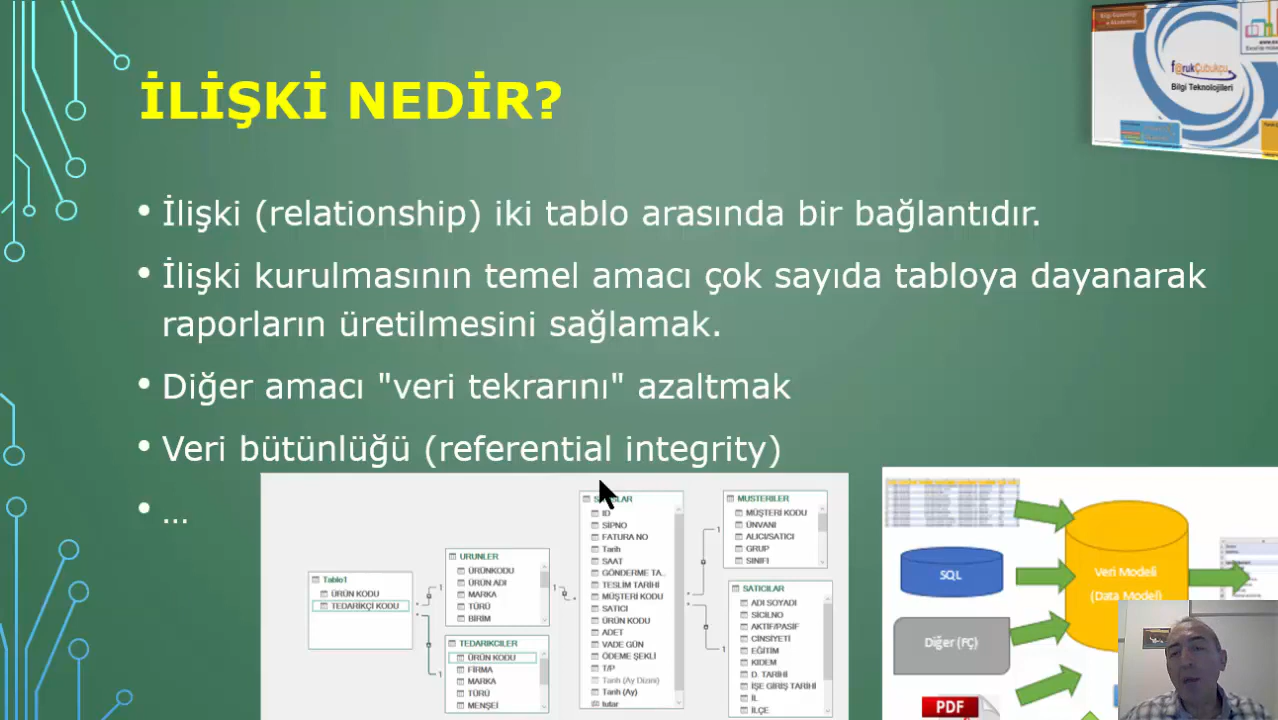 İLİŞKİ NEDİR?
• İlişki (relationship) iki tablo arasında bir bağlantıdır.
• İlişki kurulmasının temel amacı çok sayıda tabloya dayanarak
raporların üretilmesini sağlamak.
• Diğer amacı "veri tekrarını" azaltmak
• Veri bütünlüğü (referential integrity)
• ...
f@rukÇubukçu
Bilgi Teknolojileri
Tablo1
ÜRÜN KODU
TEDARİKÇİ KODU
URUNLER
ÜRÜNKODU
ÜRÜN ADI
MARKA
TÜRÜ
BİRİM
TEDARIKCILER
ÜRÜN KODU
FİRMA
MARKA
TÜRÜ
MENŞEİ
ID
SİPNO
FATURA NO
Tarih
SAAT
GÖNDERME TA...
TESLIM TARİHİ
MÜŞTERİ KODU
SATICI
ÜRÜN KODU
ADET
VADE GÜN
ÖDEME ŞEKLİ
T/P
Tarih (Ay Dizini)
Tarih (Ay)
tutar
MUSTERILER
MÜŞTERİ KODU
ÜNVANI
ALICI/SATICI
GRUP
SINIFI
SATICILAR
ADI SOYADI
SİCİLNO
AKTİF/PASİF
CİNSİYETİ
EĞİTİM
KIDEM
D. TARİHİ
İŞE GİRİŞ TARİHİ
İL
İLÇE
SQL
Diğer (FÇ)
PDF
Veri Modeli
(Data Model)